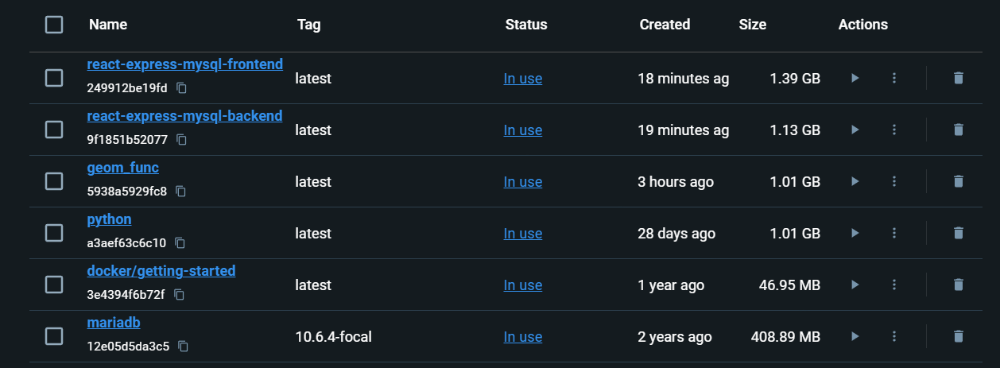 Name Tag Status Created Size Actions
react-express-mysql-frontend
249912be19fd
latest In use 18 minutes ag 1.39 GB
react-express-mysql-backend
9f1851b52077
latest In use 19 minutes ag 1.13 GB
geom_func
5938a5929fc8
latest In use 3 hours ago 1.01 GB
python
a3aef63c6c10
latest In use 28 days ago 1.01 GB
docker/getting-started
3e4394f6b72f
latest In use 1 year ago 46.95 MB
mariadb
12e05d5da3c5
10.6.4-focal In use 2 years ago 408.89 MB